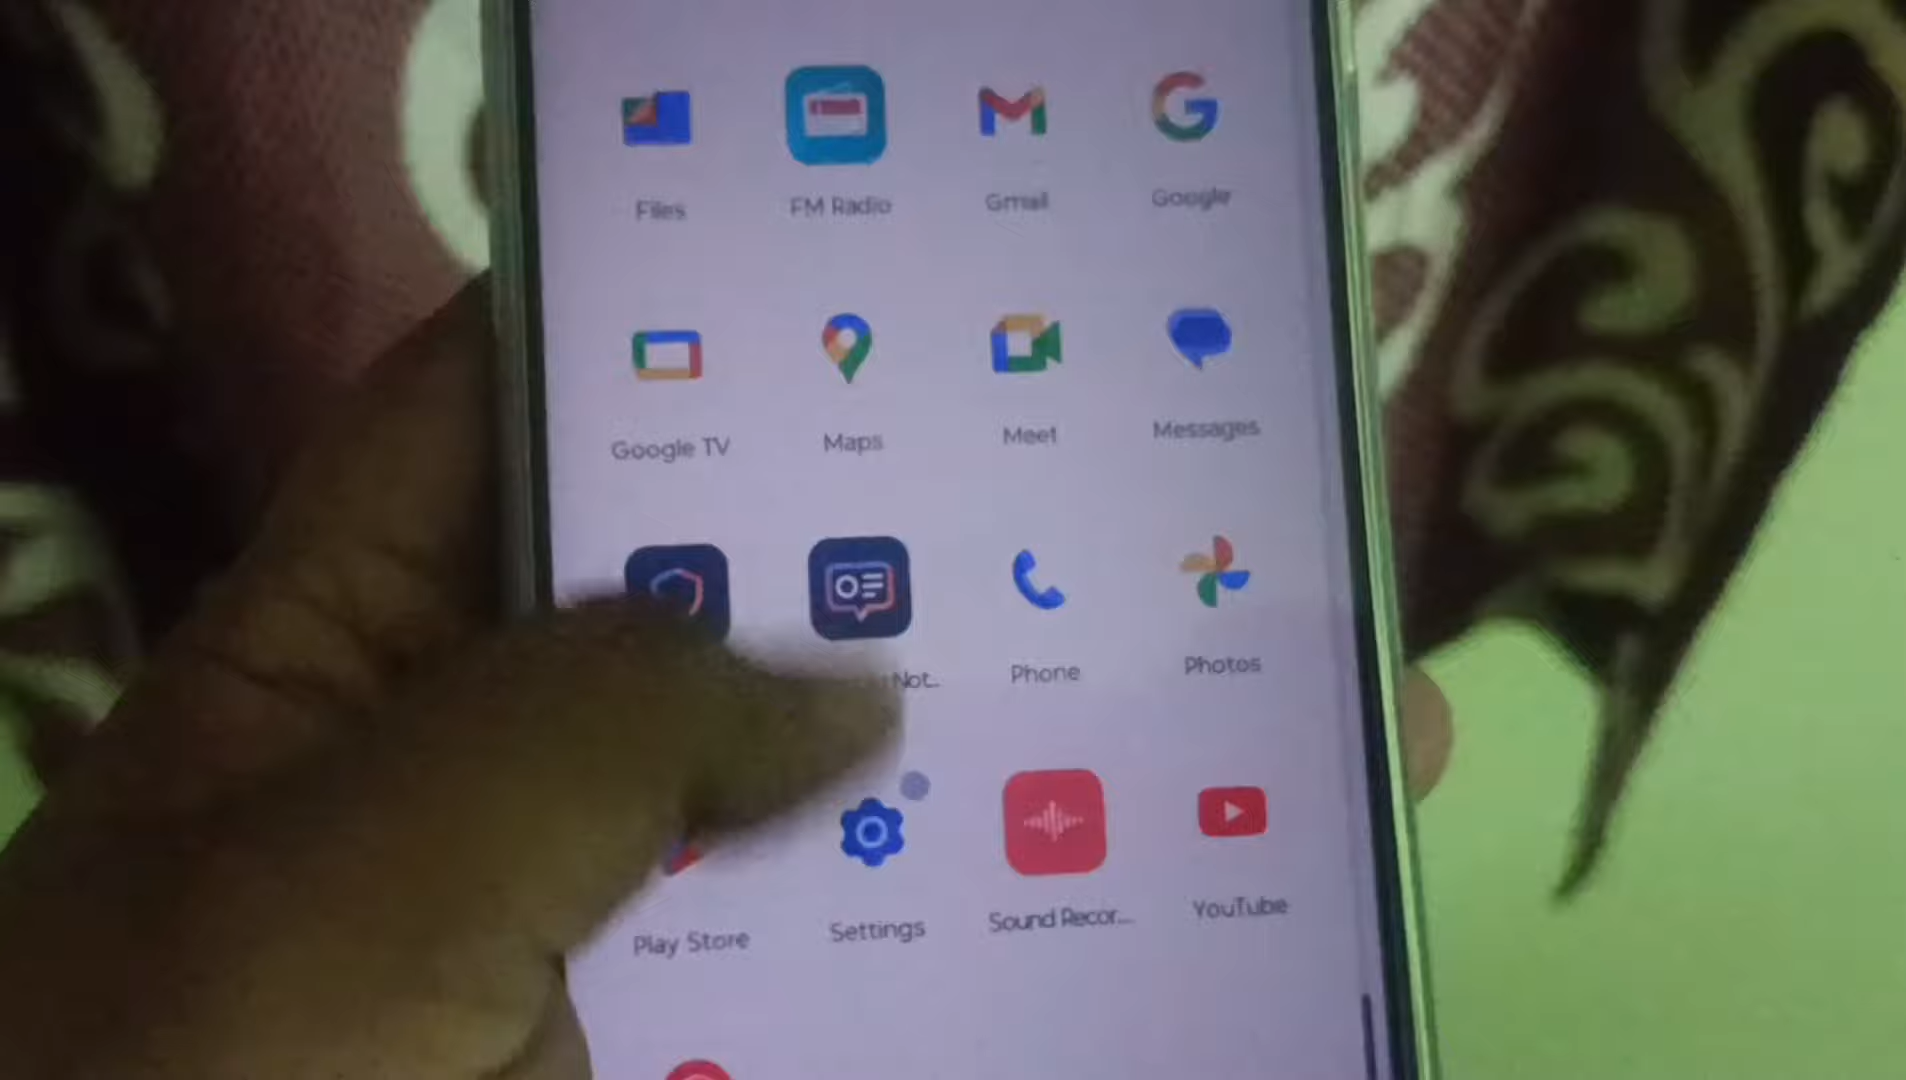 Files
FM Radio
Gmail
Google
Google TV
Maps
Meet
Messages
Not...
Phone
Photos
Play Store
Settings
Sound Recor...
YouTube